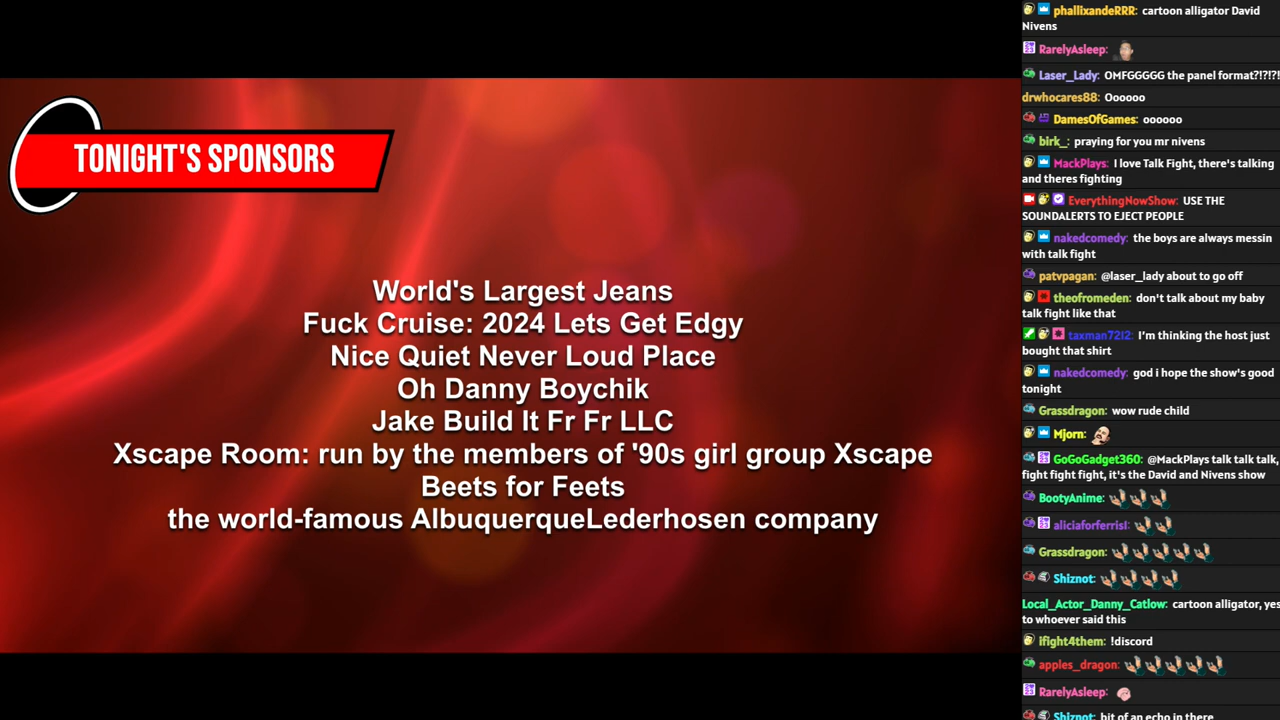 TONIGHT'S SPONSORS
World's Largest Jeans
Fuck Cruise: 2024 Lets Get Edgy
Nice Quiet Never Loud Place
Oh Danny Boychik
Jake Build It Fr Fr LLC
Xscape Room: run by the members of '90s girl group Xscape
Beets for Feets
the world-famous AlbuquerqueLederhosen company
phallixandeRRR: cartoon alligator David
Nivens
RarelyAsleep:
Laser_Lady: OMFGGGGG the panel format?!?!?!
drwhocares88: Oooooo
DamesOfGames: oooooo
birk_: praying for you mr nivens
MackPlays: I love Talk Fight, there's talking
and theres fighting
EverythingNowShow: USE THE
SOUNDALERTS TO EJECT PEOPLE
nakedcomedy: the boys are always messin
with talk fight
patvpagan: @laser_lady about to go off
theofromeden: don't talk about my baby
talk fight like that
taxman7212: I'm thinking the host just
bought that shirt
nakedcomedy: god i hope the show's good
tonight
Grassdragon: wow rude child
Mjorn:
GoGoGadget360: @MackPlays talk talk talk,
fight fight fight, it's the David and Nivens show
BootyAnime:
aliciaforferris1:
Grassdragon:
Shiznot:
Local_Actor_Danny_Catlow: cartoon alligator, yes
to whoever said this
ifight4them: !discord
apples_dragon:
RarelyAsleep:
Shiznot: bit of an echo in there